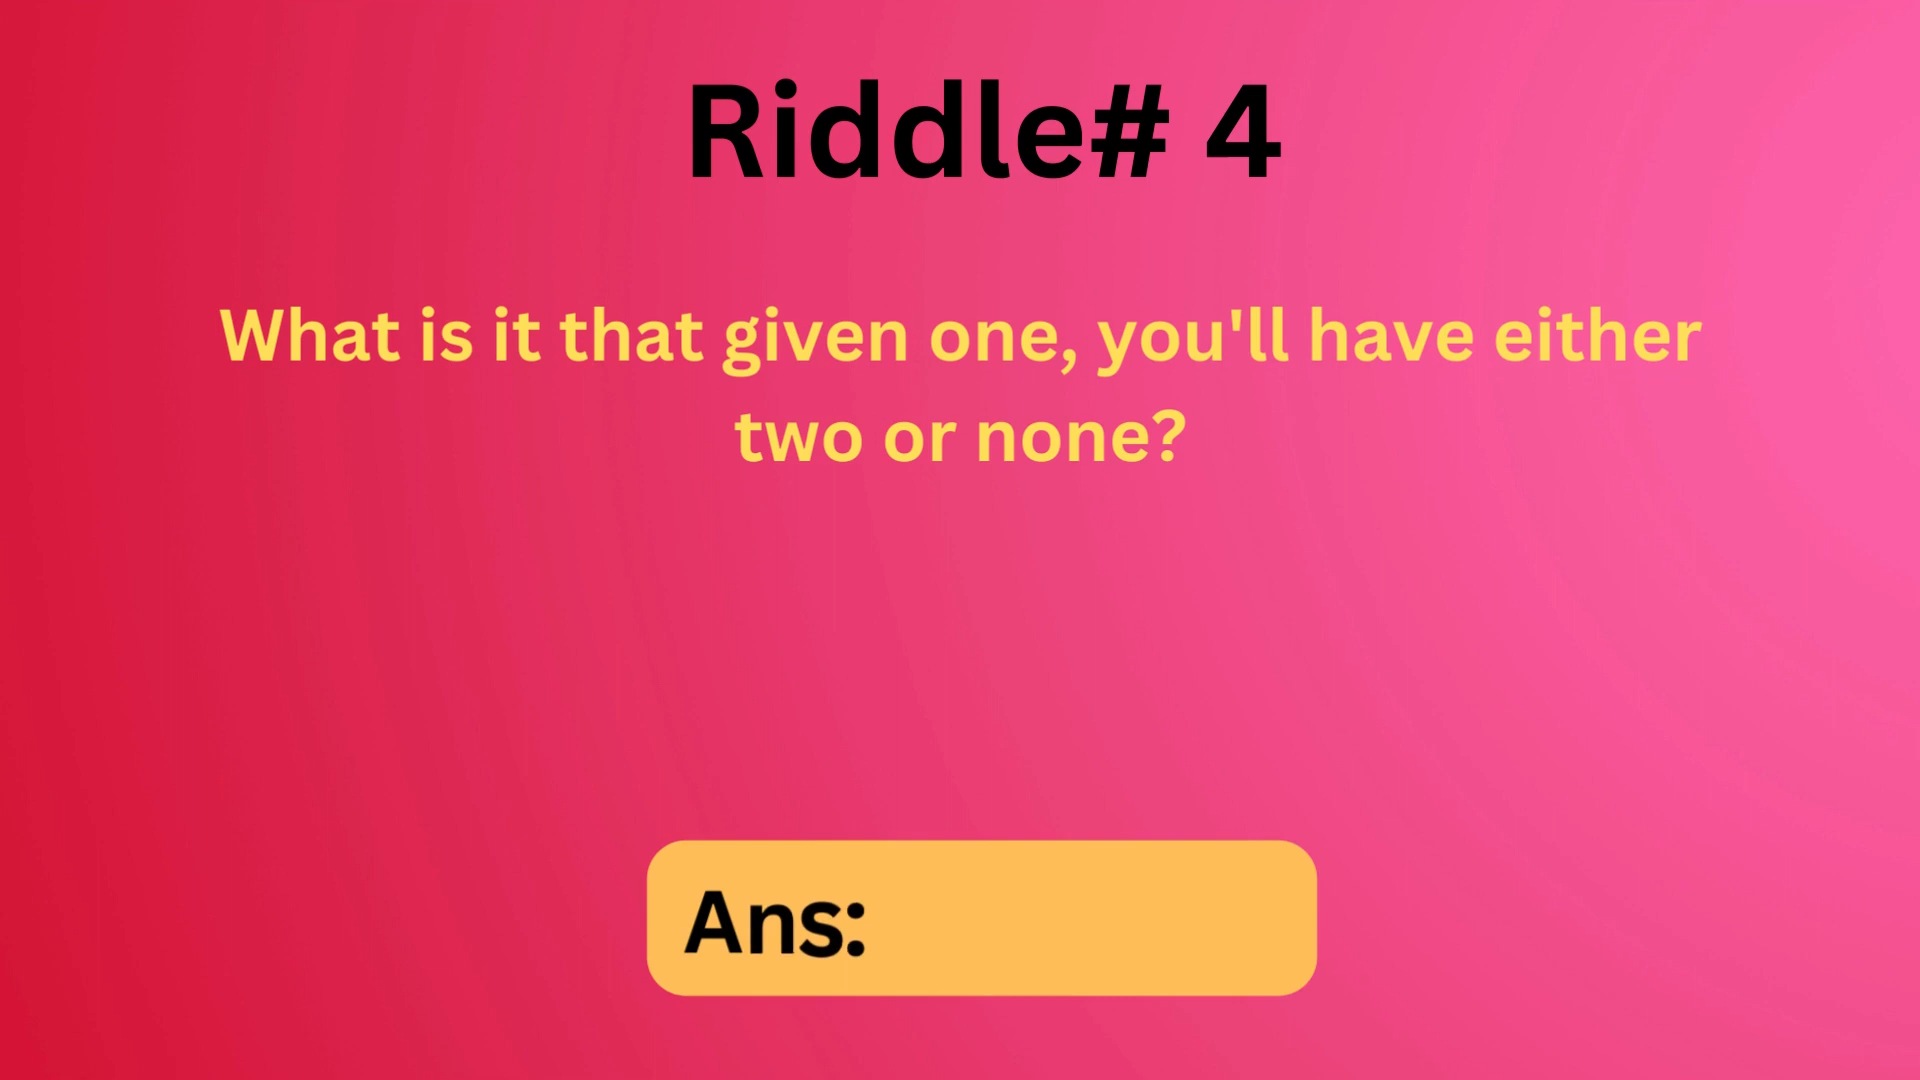 Riddle# 4
What is it that given one, you'll have either
two or none?
Ans: